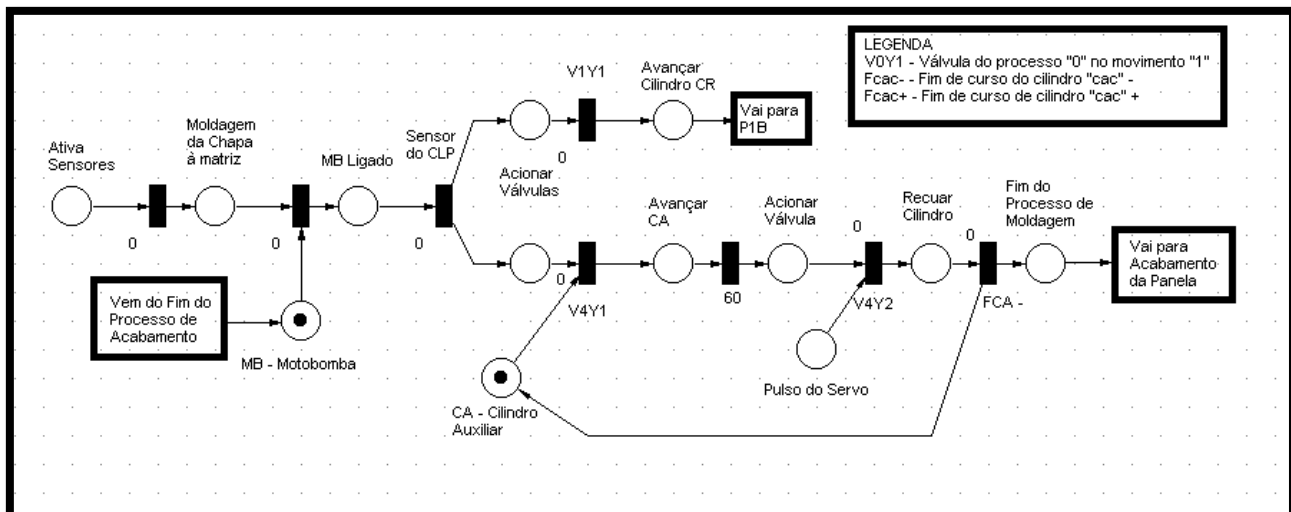 LEGENDA
V0Y1 - Válvula do processo "0" no movimento "1"
Fcac- - Fim de curso do cilindro "cac" -
Fcac+ - Fim de curso de cilindro "cac" +
V1Y1
Avançar
Cilindro CR
Vai para
P1B
0
Ativa
Sensores
Moldagem
da Chapa
à matriz
MB Ligado
Sensor
do CLP
Acionar
Válvulas
0
0
0
Avançar
CA
Acionar
Válvula
Recuar
Cilindro
Fim do
Processo de
Moldagem
0
0
0
V4Y1
60
V4Y2
FCA -
Vai para
Acabamento
da Panela
Vem do Fim do
Processo de
Acabamento
MB - Motobomba
CA - Cilindro
Auxiliar
Pulso do Servo